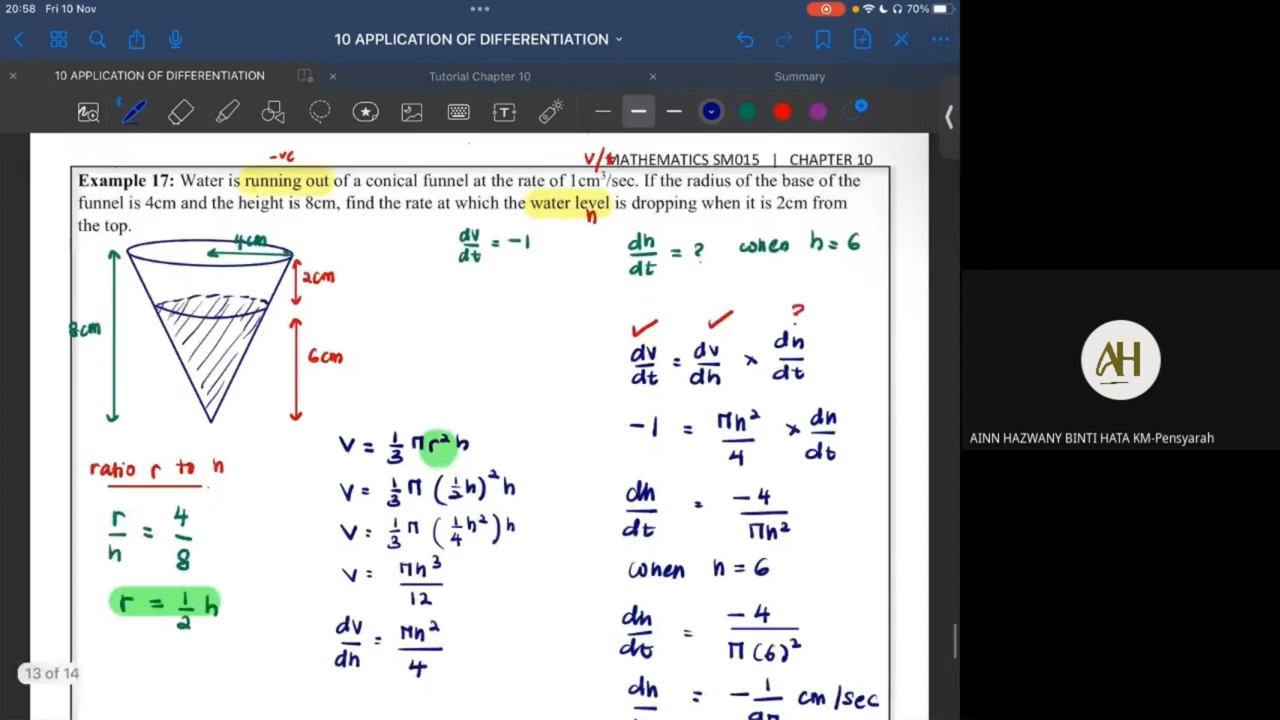 20:58 Fri 10 Nov
70%
10 APPLICATION OF DIFFERENTIATION
10 APPLICATION OF DIFFERENTIATION
Tutorial Chapter 10
Summary
MATHEMATICS SM015 | CHAPTER 10
-ve
V/t
Example 17: Water is running out of a conical funnel at the rate of 1cm³/sec. If the radius of the base of the
funnel is 4cm and the height is 8cm, find the rate at which the water level is dropping when it is 2cm from
h
the top.
4cm
2cm
8cm
6cm
dv/dt = -1
dh/dt = ? when h = 6
?
dv/dt = dv/dh × dh/dt
-1 = πh²/4 × dh/dt
dh/dt = -4/πh²
when h = 6
dh/dt = -4/π(6)²
dh = -1/9π cm/sec
V = 1/3 πr²h
V = 1/3 π (1/2h)²h
V = 1/3 π (1/4h²)h
V = πh³/12
dv/dh = πh²/4
ratio r to h
r/h = 4/8
r = 1/2 h
13 of 14
AH
AINN HAZWANY BINTI HATA KM-Pensyarah